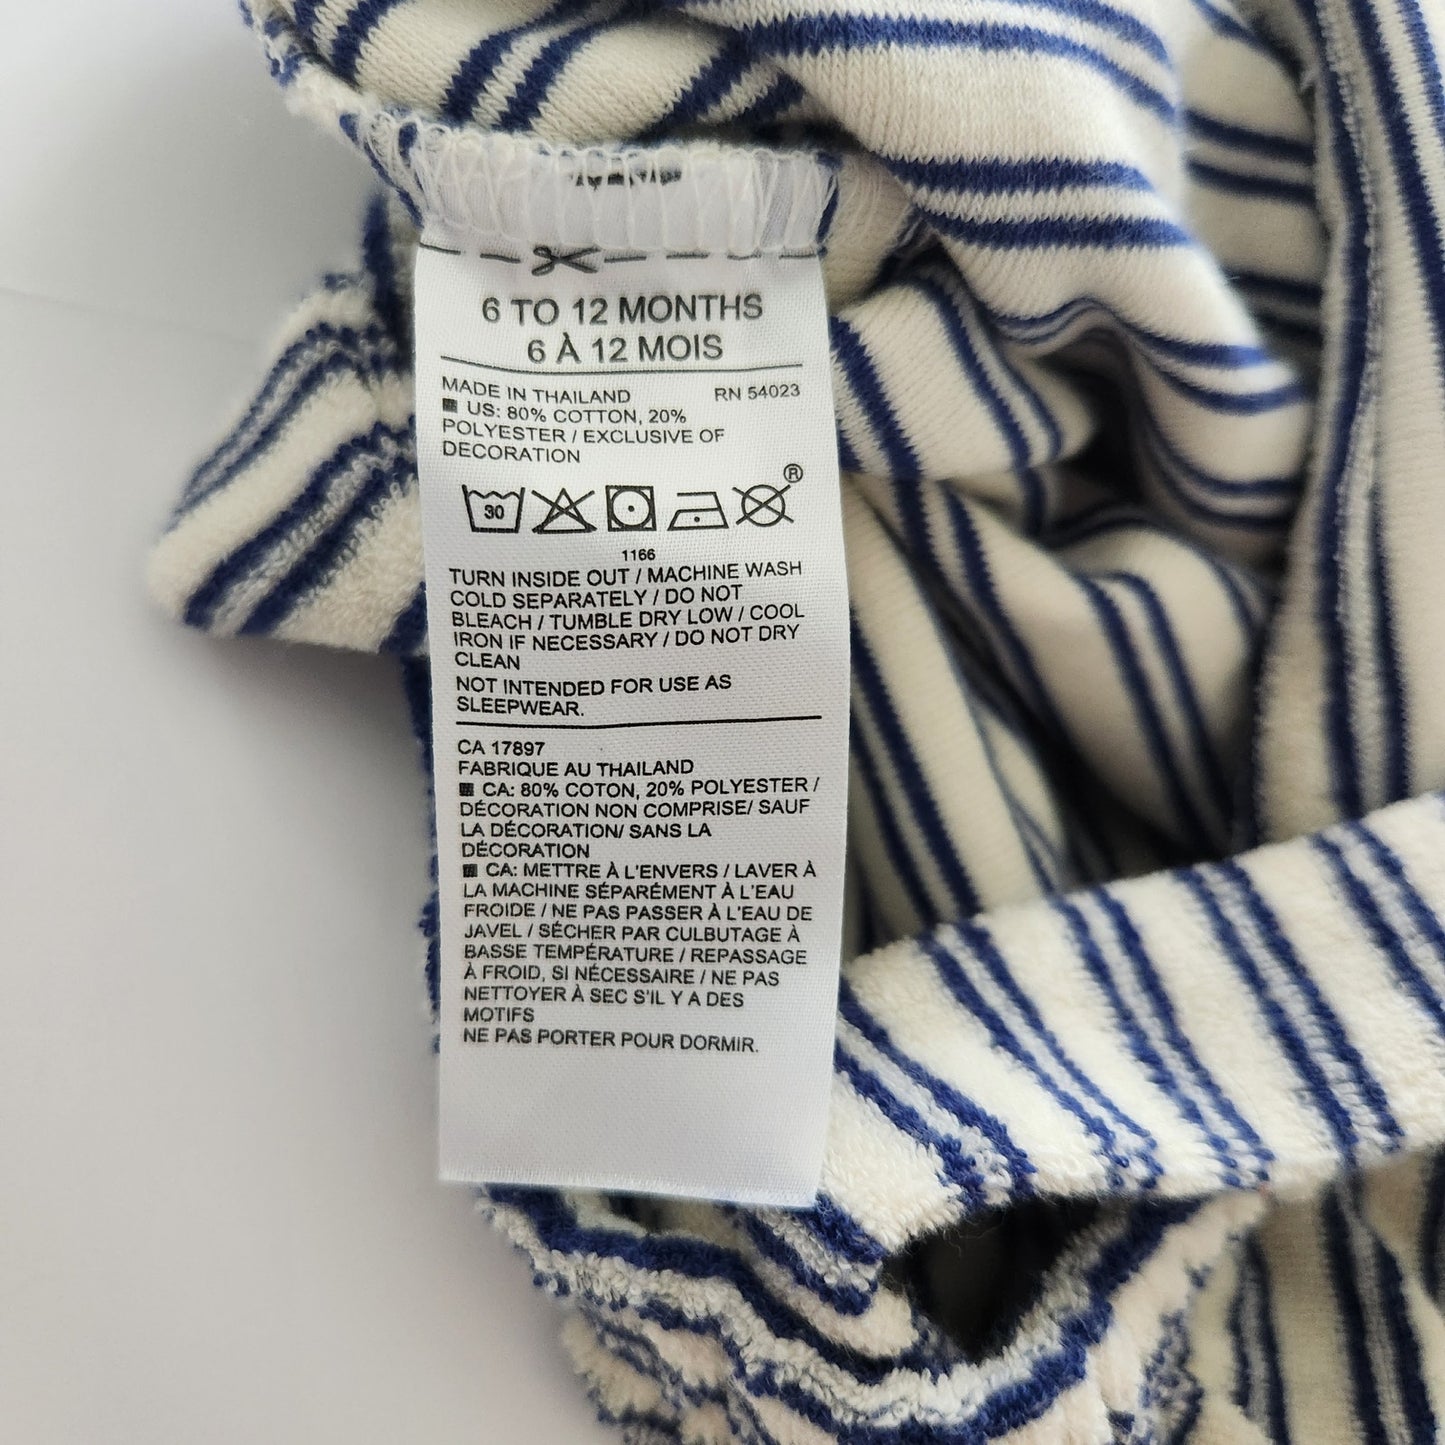 6 TO 12 MONTHS
6 À 12 MOIS
MADE IN THAILAND RN 54023
US: 80% COTTON, 20%
POLYESTER / EXCLUSIVE OF
DECORATION
®
30
1166
TURN INSIDE OUT / MACHINE WASH
COLD SEPARATELY / DO NOT
BLEACH / TUMBLE DRY LOW / COOL
IRON IF NECESSARY / DO NOT DRY
CLEAN
NOT INTENDED FOR USE AS
SLEEPWEAR.
CA 17897
FABRIQUE AU THAILAND
CA: 80% COTON, 20% POLYESTER /
DÉCORATION NON COMPRISE/ SAUF
LA DÉCORATION/ SANS LA
DÉCORATION
CA: METTRE À L'ENVERS / LAVER À
LA MACHINE SÉPARÉMENT À L'EAU
FROIDE / NE PAS PASSER À L'EAU DE
JAVEL / SÉCHER PAR CULBUTAGE À
BASSE TEMPÉRATURE / REPASSAGE
À FROID, SI NÉCESSAIRE / NE PAS
NETTOYER À SEC S'IL Y A DES
MOTIFS
NE PAS PORTER POUR DORMIR.